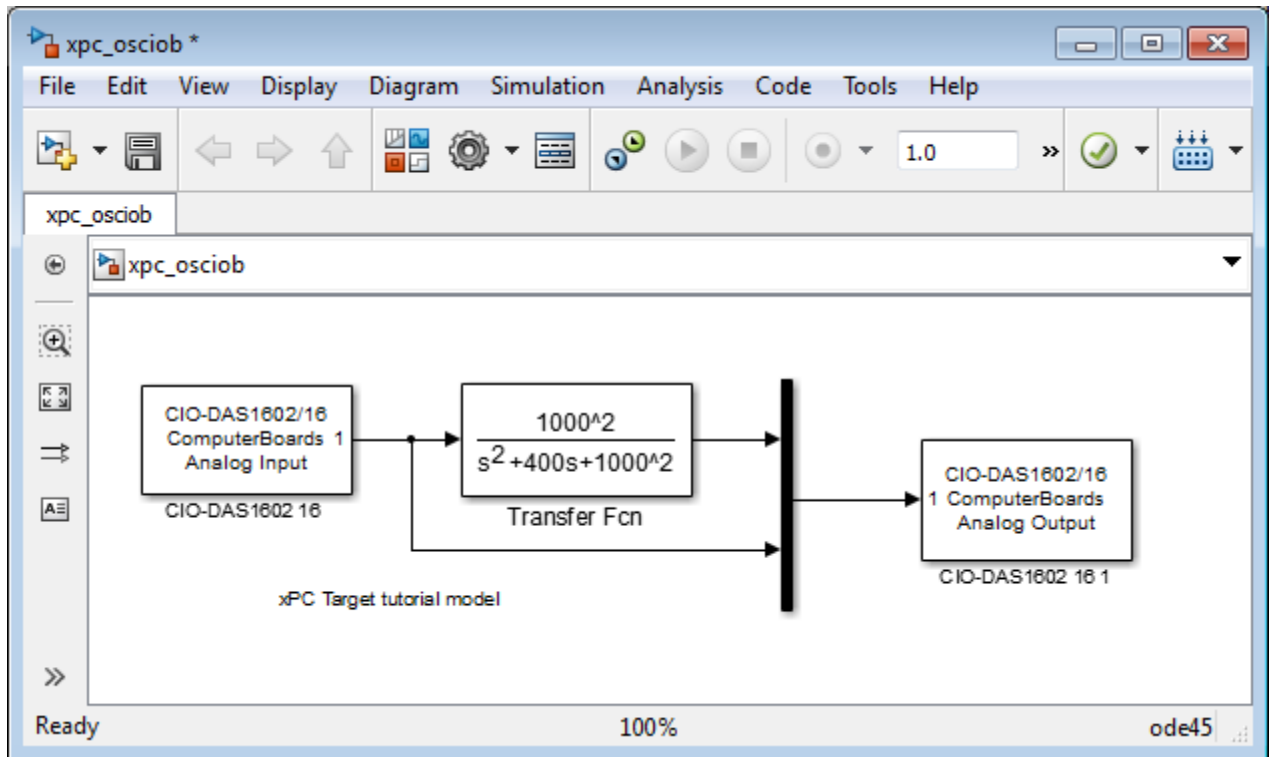 xpc_osciob *
File Edit View Display Diagram Simulation Analysis Code Tools Help
1.0 »
xpc_osciob
xpc_osciob
CIO-DAS1602/16
ComputerBoards 1
Analog Input
CIO-DAS1602 16
1000^2
s2+400s+1000^2
Transfer Fcn
CIO-DAS1602/16
1 ComputerBoards
Analog Output
CIO-DAS1602 16 1
xPC Target tutorial model
Ready 100% ode45